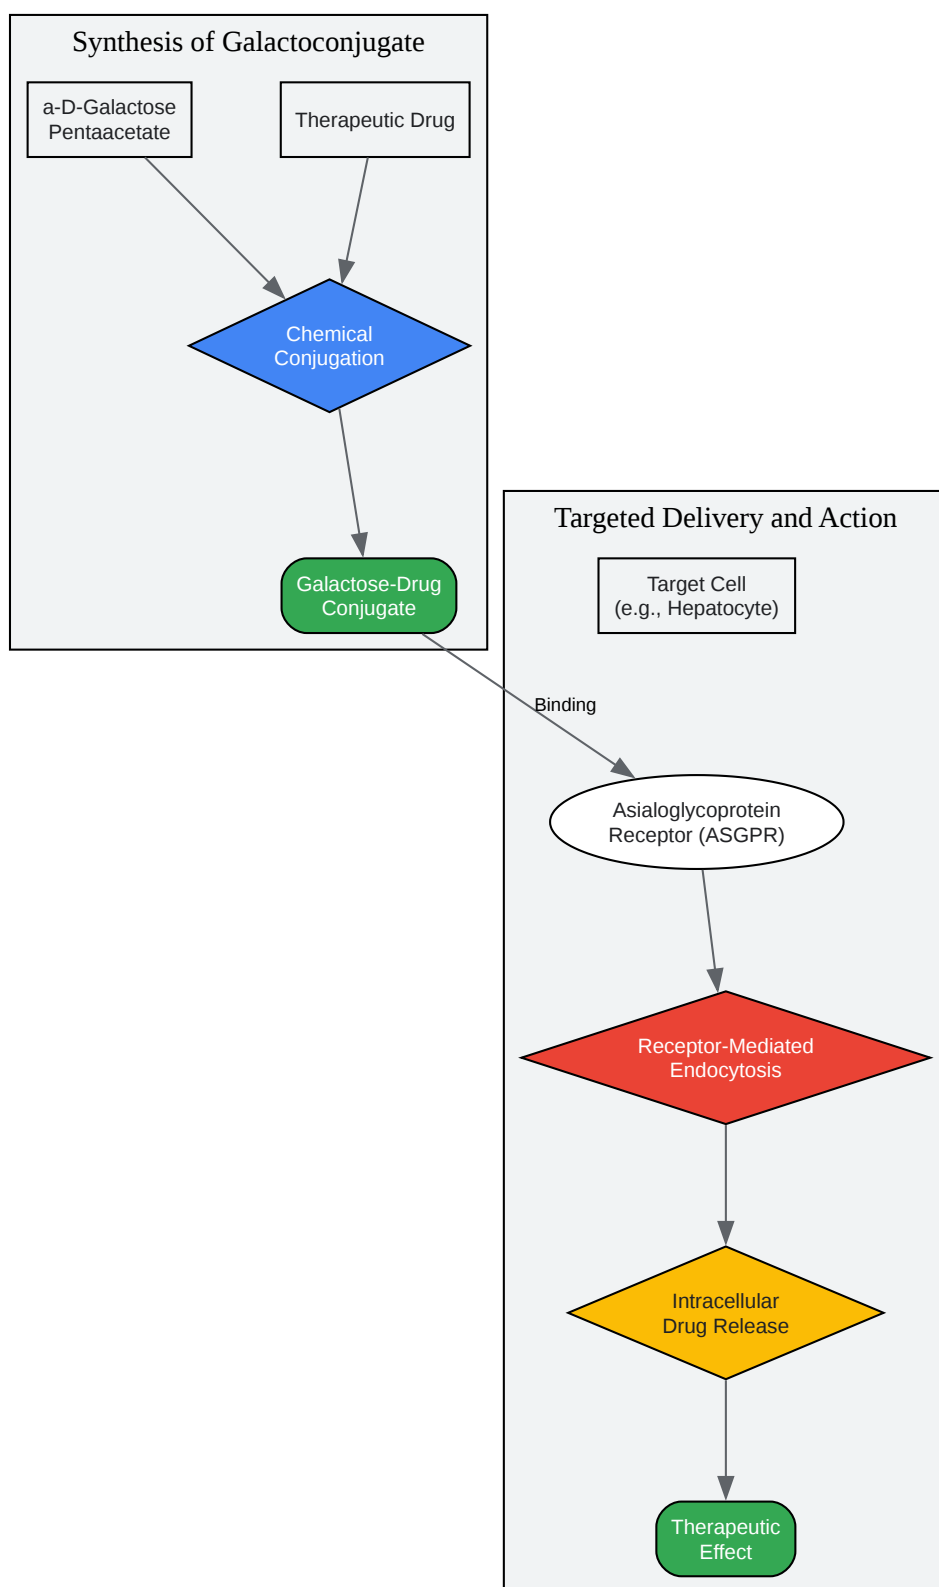 Synthesis of Galactoconjugate
a-D-Galactose
Pentaacetate
Therapeutic Drug
Chemical
Conjugation
Galactose-Drug
Conjugate
Targeted Delivery and Action
Target Cell
(e.g., Hepatocyte)
Binding
Asialoglycoprotein
Receptor (ASGPR)
Receptor-Mediated
Endocytosis
Intracellular
Drug Release
Therapeutic
Effect